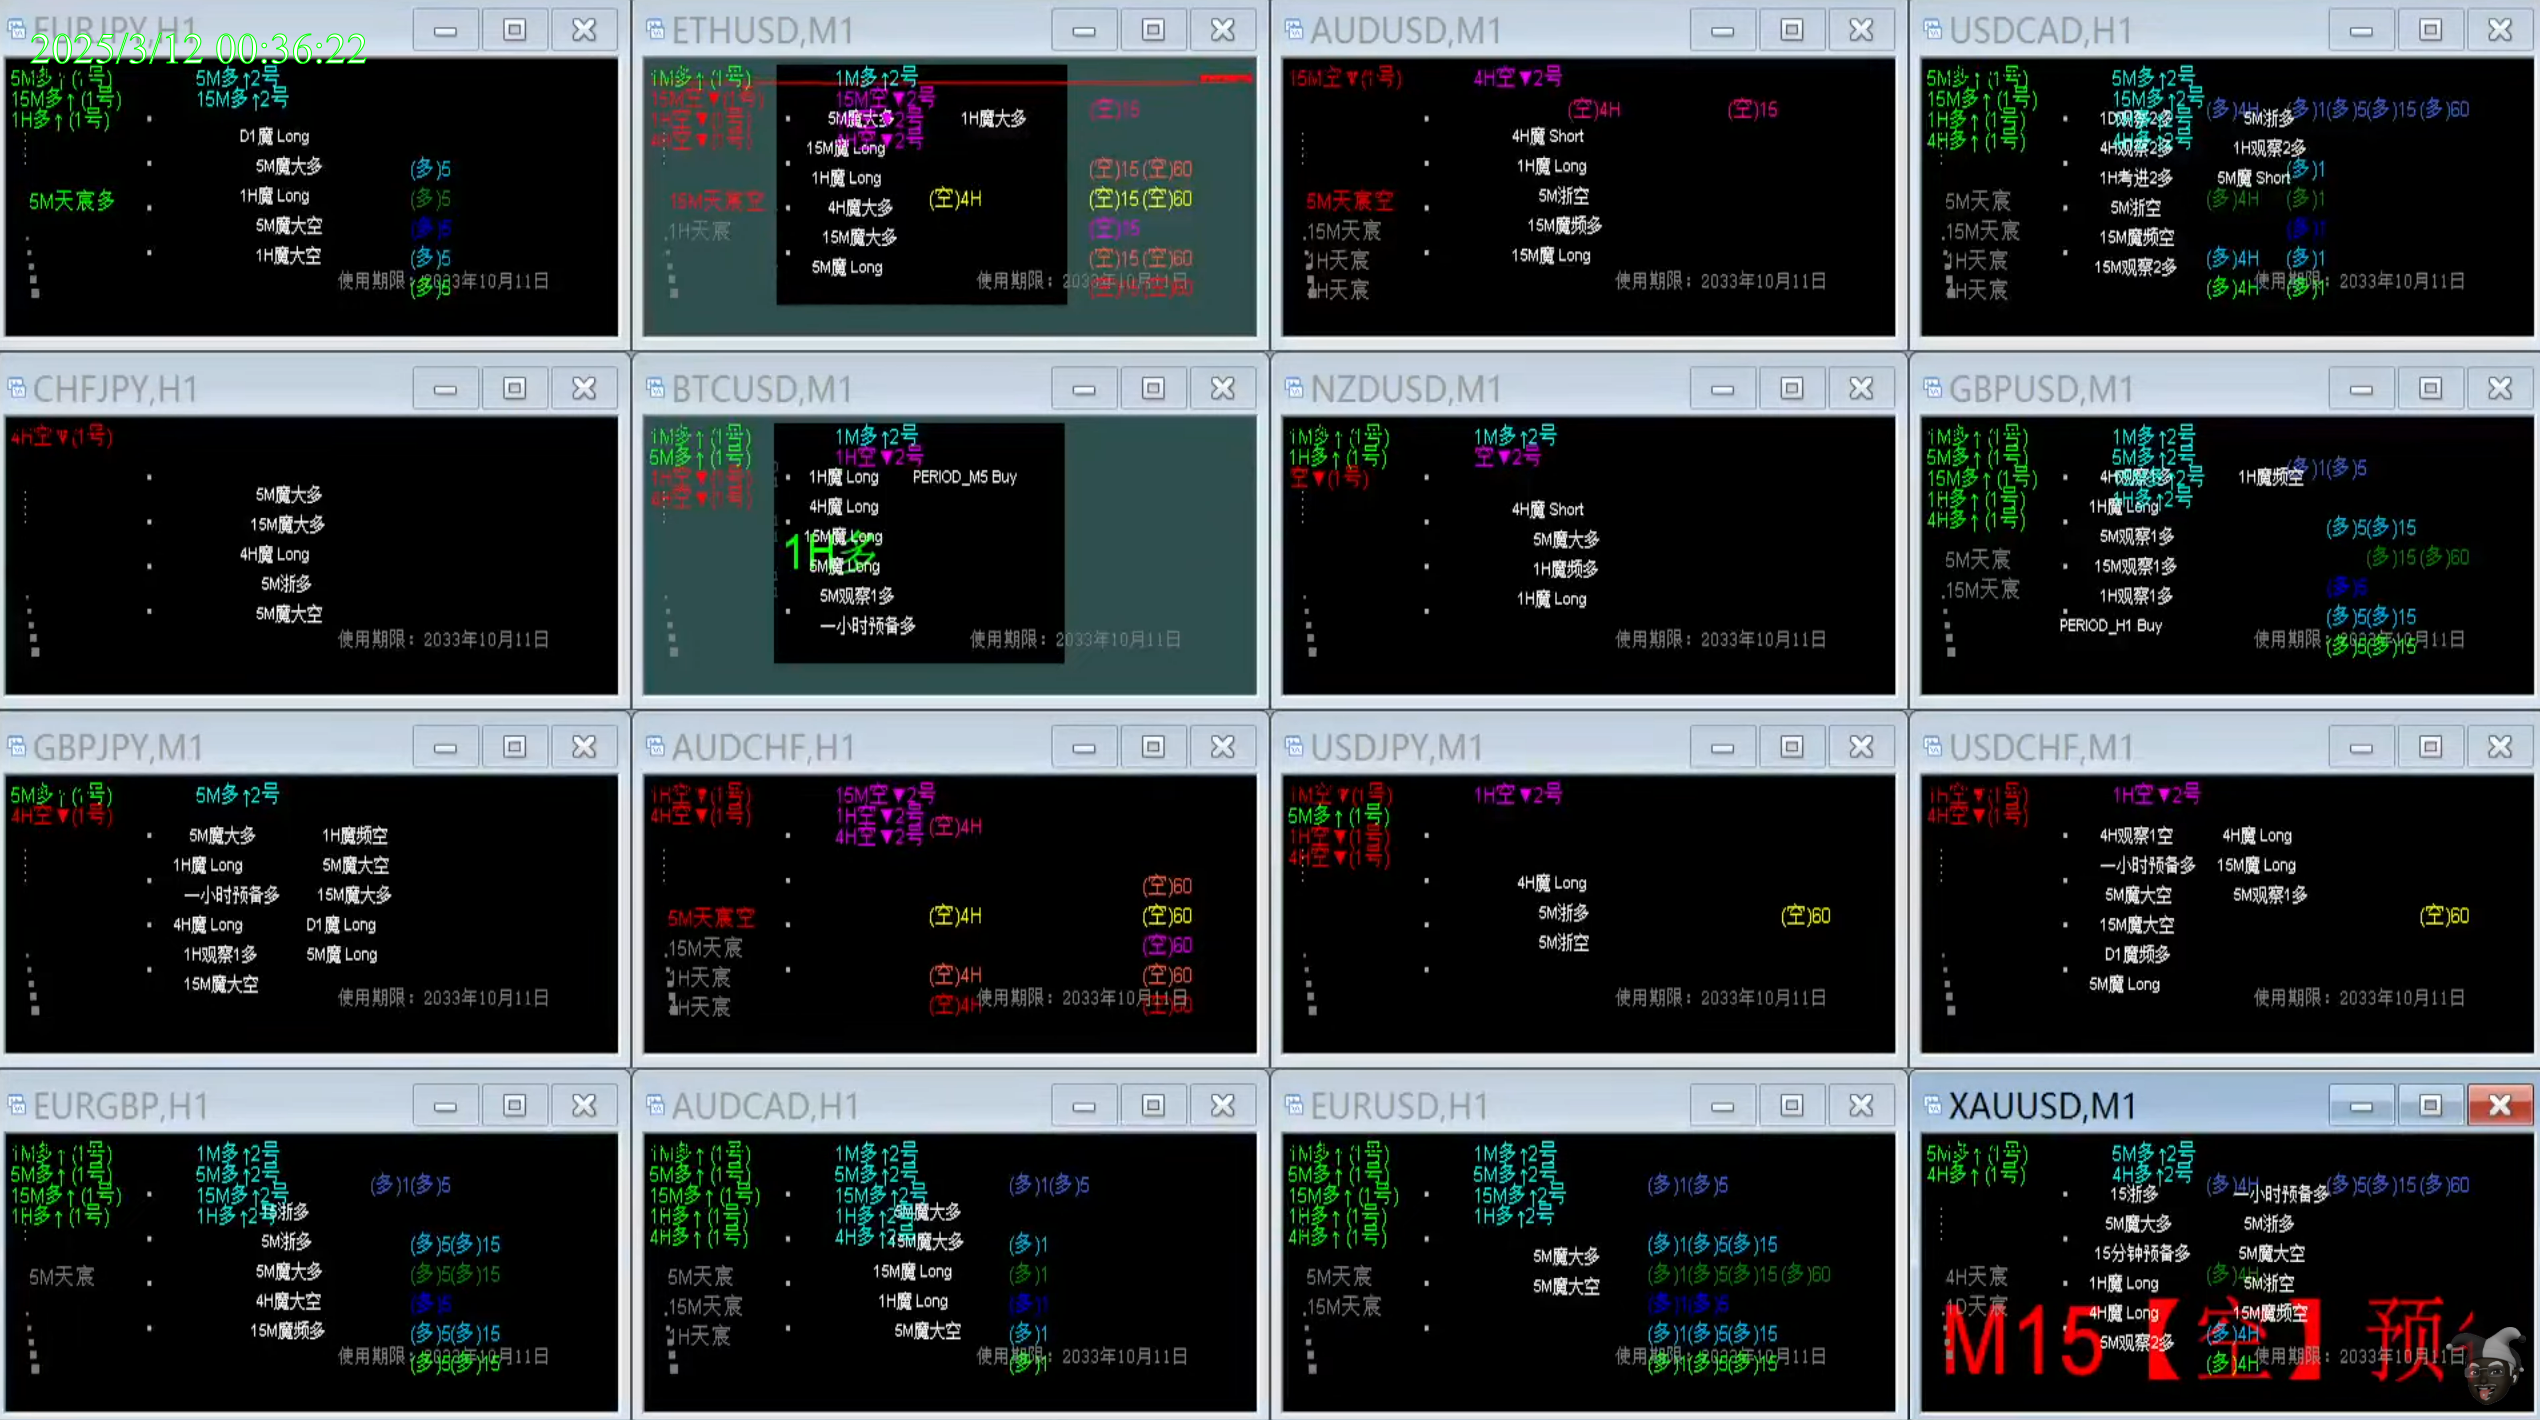 EURJPY,H1
2025/3/12 00:36:22
5M多↑(1号) 5M多↑2号
15M多↑(1号) 15M多↑2号
1H多↑(1号)
D1魔 Long
5M魔大多 (多)5
5M天宸多 1H魔 Long (多)5
5M魔大空 (多)5
1H魔大空 (多)5
使用期限：2033年10月11日
(多)5
ETHUSD,M1
1M多↑(1号) 1M多↑2号
15M空▼(1号) 15M空▼2号
1H空▼(1号)
4H空▼(1号) 4H空▼2号
5M魔大多 1H魔大多 (空)15
15M魔 Long
1H魔 Long (空)15(空)60
15M天宸空 4H魔大多 (空)4H (空)15(空)60
1H天宸 15M魔大多 (空)15
5M魔 Long (空)15(空)60
使用期限：2033年10月11日
AUDUSD,M1
15M空▼(1号) 4H空▼2号
(空)4H (空)15
4H魔 Short
1H魔 Long
5M天宸空 5M浙空
15M天宸 15M魔频多
1H天宸 15M魔 Long
4H天宸
使用期限：2033年10月11日
USDCAD,H1
5M多↑(1号) 5M多↑2号
15M多↑(1号) 15M多↑2号 (多)4H (多)1(多)5(多)15(多)60
1H多↑(1号) 1D观察2多 5M浙多
4H多↑(1号) 4H观察2多 1H观察2多
1H考进2多 5M魔 Short (多)1
5M天宸 5M浙空 (多)4H (多)1
15M天宸 15M魔频空 (多)1
1H天宸 15M观察2多 (多)4H (多)1
4H天宸 (多)4H (多)1
使用期限：2033年10月11日
CHFJPY,H1
4H空▼(1号)
5M魔大多
15M魔大多
4H魔 Long
5M浙多
5M魔大空
使用期限：2033年10月11日
BTCUSD,M1
1M多↑(1号) 1M多↑2号
5M多↑(1号) 1H空▼2号
1H空▼(1号)
4H空▼(1号)
1H魔 Long PERIOD_M5 Buy
4H魔 Long
15M魔 Long
1H多
5M魔 Long
5M观察1多
一小时预备多
使用期限：2033年10月11日
NZDUSD,M1
1M多↑(1号) 1M多↑2号
1H多↑(1号) 空▼2号
空▼(1号)
4H魔 Short
5M魔大多
1H魔频多
1H魔 Long
使用期限：2033年10月11日
GBPUSD,M1
1M多↑(1号) 1M多↑2号
5M多↑(1号) 5M多↑2号 (多)1(多)5
15M多↑(1号) 1H魔频空
1H多↑(1号) 1H魔 Long
4H多↑(1号)
5M观察1多 (多)5(多)15
5M天宸 15M观察1多 (多)15(多)60
15M天宸 1H观察1多 (多)5
PERIOD_H1 Buy (多)5(多)15
使用期限：2033年10月11日
(多)5(多)15
GBPJPY,M1
5M多↑(1号) 5M多↑2号
4H空▼(1号)
5M魔大多 1H魔频空
1H魔 Long 5M魔大空
一小时预备多 15M魔大多
4H魔 Long D1魔 Long
1H观察1多 5M魔 Long
15M魔大空
使用期限：2033年10月11日
AUDCHF,H1
1H空▼(1号) 15M空▼2号
4H空▼(1号) 1H空▼2号
4H空▼2号 (空)4H
(空)60
5M天宸空 (空)4H (空)60
15M天宸 (空)60
1H天宸 (空)4H (空)60
4H天宸 (空)4H (空)60
使用期限：2033年10月11日
USDJPY,M1
1M空▼(1号) 1H空▼2号
5M多↑(1号)
1H空▼(1号)
4H空▼(1号)
4H魔 Long
5M浙多 (空)60
5M浙空
使用期限：2033年10月11日
USDCHF,M1
1H空▼(1号) 1H空▼2号
4H空▼(1号)
4H观察1空 4H魔 Long
一小时预备多 15M魔 Long
5M魔大空 5M观察1多
15M魔大空 (空)60
D1魔频多
5M魔 Long
使用期限：2033年10月11日
EURGBP,H1
1M多↑(1号) 1M多↑2号
5M多↑(1号) 5M多↑2号 (多)1(多)5
15M多↑(1号) 15M多↑2号
1H多↑(1号) 1H多↑2号
5M浙多 (多)5(多)15
5M天宸 5M魔大多 (多)5(多)15
4H魔大空 (多)5
15M魔频多 (多)5(多)15
使用期限：2033年10月11日
(多)5(多)15
AUDCAD,H1
1M多↑(1号) 1M多↑2号
5M多↑(1号) 5M多↑2号 (多)1(多)5
15M多↑(1号) 15M多↑2号
1H多↑(1号) 1H多↑2号 5M魔大多
4H多↑(1号) 4H多↑2号 15M魔大多 (多)1
5M天宸 15M魔 Long (多)1
15M天宸 1H魔 Long (多)1
1H天宸 5M魔大空 (多)1
使用期限：2033年10月11日
(多)1
EURUSD,H1
1M多↑(1号) 1M多↑2号
5M多↑(1号) 5M多↑2号 (多)1(多)5
15M多↑(1号) 15M多↑2号
1H多↑(1号) 1H多↑2号
4H多↑(1号) (多)1(多)5(多)15
5M魔大多
5M天宸 5M魔大空 (多)1(多)5(多)15(多)60
15M天宸 (多)1(多)5
(多)1(多)5(多)15
使用期限：2033年10月11日
(多)1(多)5(多)15
XAUUSD,M1
5M多↑(1号) 5M多↑2号
4H多↑(1号) 4H多↑2号
15浙多 (多)4H 一小时预备多 (多)5(多)15(多)60
5M魔大多 5M浙多
15分钟预备多 5M魔大空
4H天宸 1H魔 Long (多)4H 5M浙空
1D天宸 4H魔 Long 15M魔频空
5M观察2多 (多)4H
M15【空】预
(多)4H
使用期限：2033年10月11日